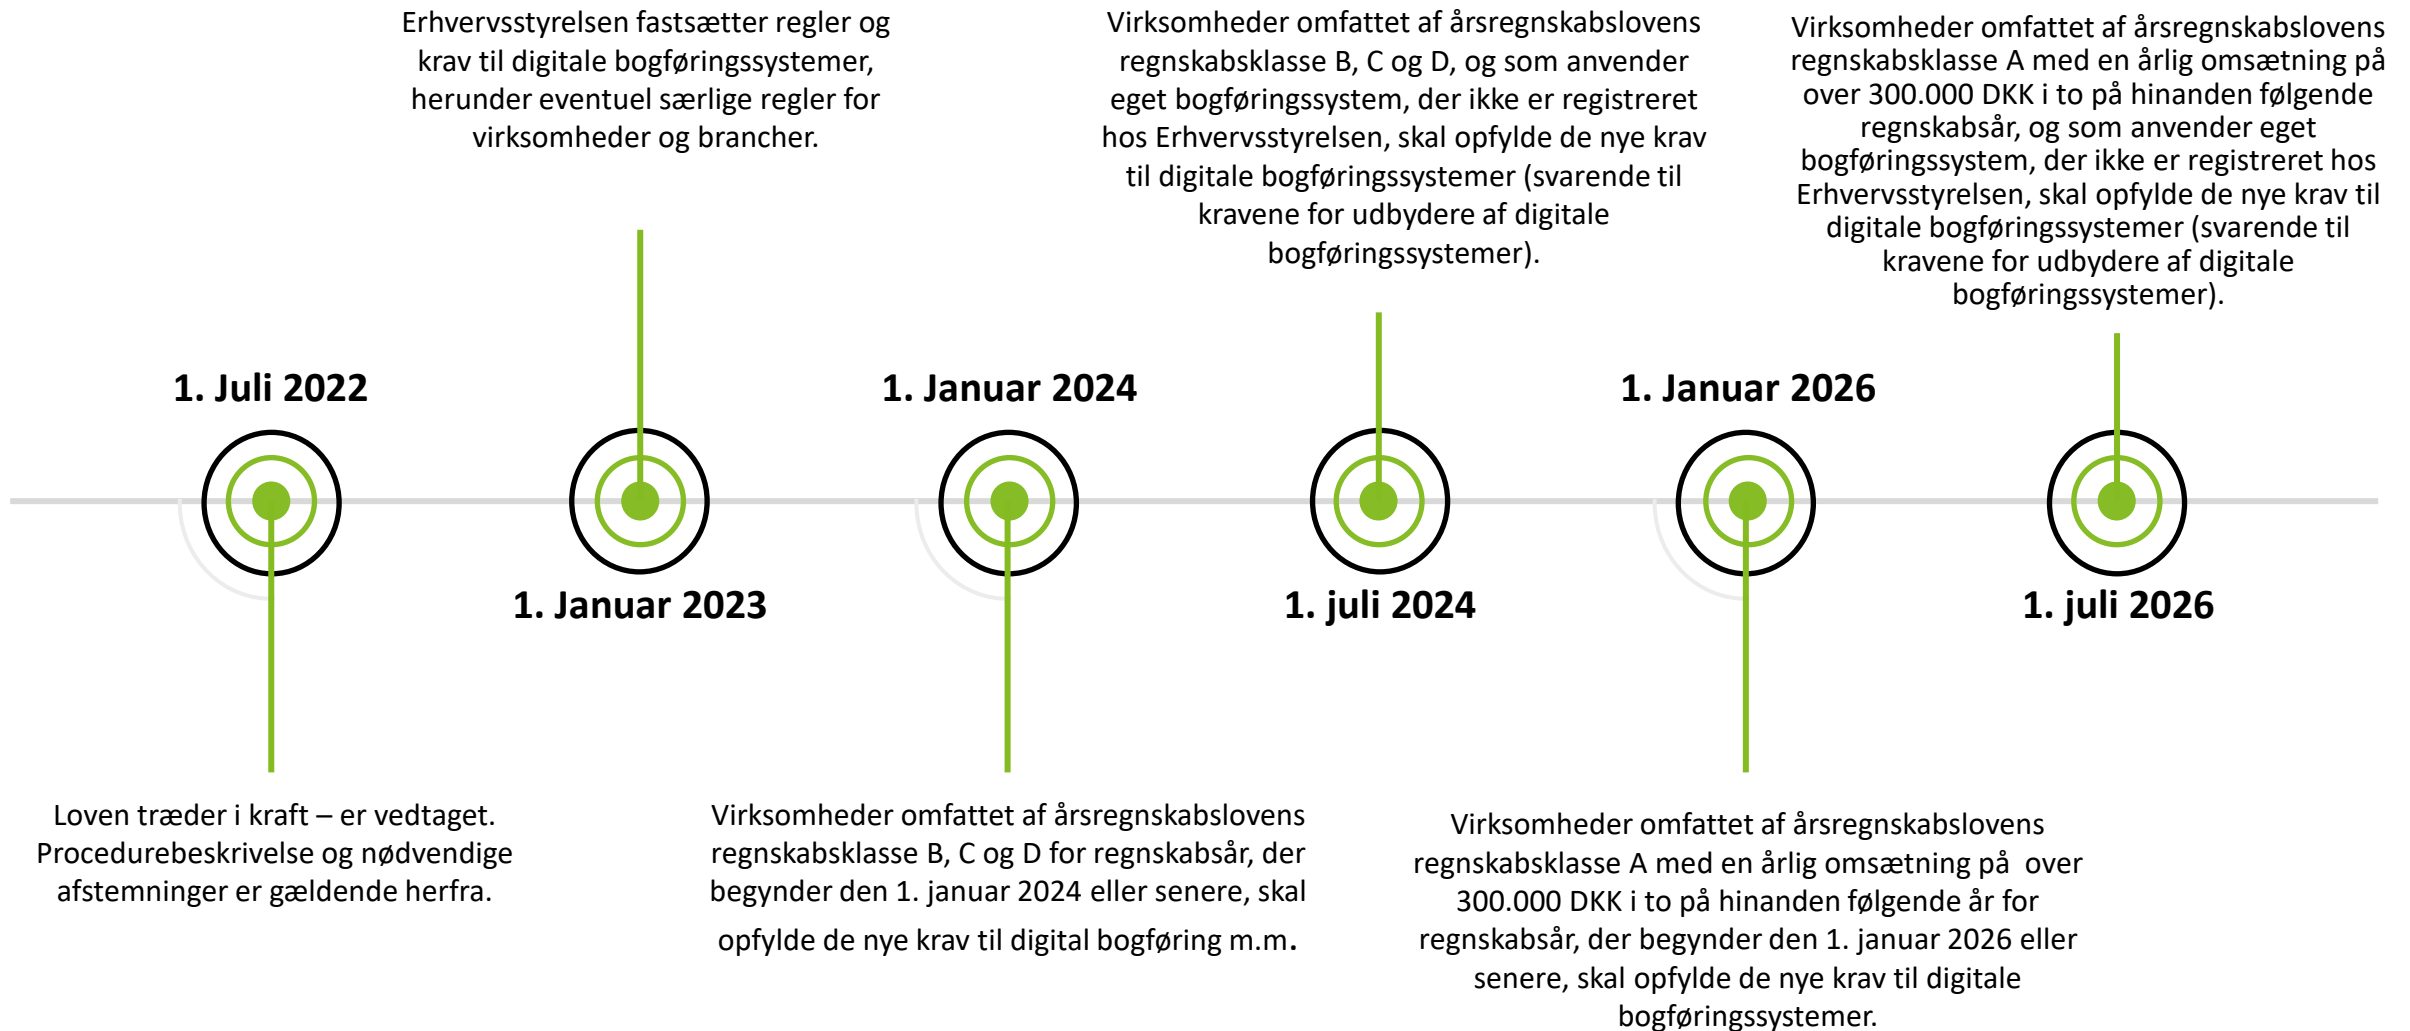 Erhvervsstyrelsen fastsætter regler og
krav til digitale bogføringssystemer,
herunder eventuel særlige regler for
virksomheder og brancher.
Virksomheder omfattet af årsregnskabslovens
regnskabsklasse B, C og D, og som anvender
eget bogføringssystem, der ikke er registreret
hos Erhvervsstyrelsen, skal opfylde de nye krav
til digitale bogføringssystemer (svarende til
kravene for udbydere af digitale
bogføringssystemer).
Virksomheder omfattet af årsregnskabslovens
regnskabsklasse A med en årlig omsætning på
over 300.000 DKK i to på hinanden følgende
regnskabsår, og som anvender eget
bogføringssystem, der ikke er registreret hos
Erhvervsstyrelsen, skal opfylde de nye krav til
digitale bogføringssystemer (svarende til
kravene for udbydere af digitale
bogføringssystemer).
1. Juli 2022
1. Januar 2024
1. Januar 2026
1. Januar 2023
1. juli 2024
1. juli 2026
Loven træder i kraft – er vedtaget.
Procedurebeskrivelse og nødvendige
afstemninger er gældende herfra.
Virksomheder omfattet af årsregnskabslovens
regnskabsklasse B, C og D for regnskabsår, der
begynder den 1. januar 2024 eller senere, skal
opfylde de nye krav til digital bogføring m.m.
Virksomheder omfattet af årsregnskabslovens
regnskabsklasse A med en årlig omsætning på  over
300.000 DKK i to på hinanden følgende år for
regnskabsår, der begynder den 1. januar 2026 eller
senere, skal opfylde de nye krav til digitale
bogføringssystemer.